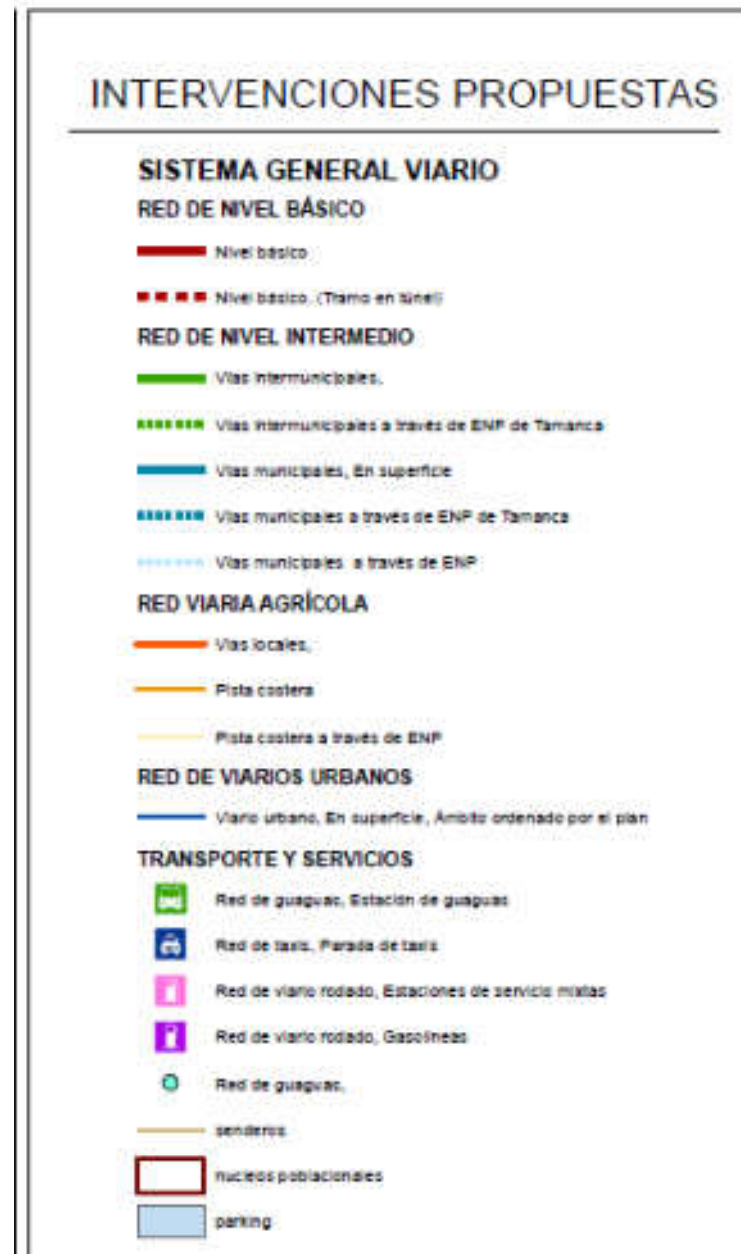 INTERVENCIONES PROPUESTAS
SISTEMA GENERAL VIARIO
RED DE NIVEL BÁSICO
Nivel básico
Nivel básico, (Tramo en túnel)
RED DE NIVEL INTERMEDIO
Vías intermunicipales,
Vías intermunicipales a través de ENP de Tamanca
Vías municipales, En superficie
Vías municipales a través de ENP de Tamanca
Vías municipales a través de ENP
RED VIARIA AGRÍCOLA
Vías locales,
Pista costera
Pista costera a través de ENP
RED DE VIARIOS URBANOS
Viario urbano, En superficie, Ámbito ordenado por el plan
TRANSPORTE Y SERVICIOS
Red de guaguas, Estación de guaguas
Red de taxis, Parada de taxis
Red de viario rodado, Estaciones de servicio mixtas
Red de viario rodado, Gasolineas
Red de guaguas,
senderos
nucleos poblacionales
parking